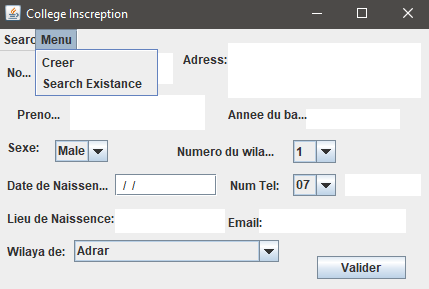 College Inscreption
Searc Menu
Creer
Search Existance
Adress:
No...
Preno...
Annee du ba...
Sexe: Male
Numero du wila... 1
Date de Naissen... / /
Num Tel: 07
Lieu de Naissence:
Email:
Wilaya de: Adrar
Valider